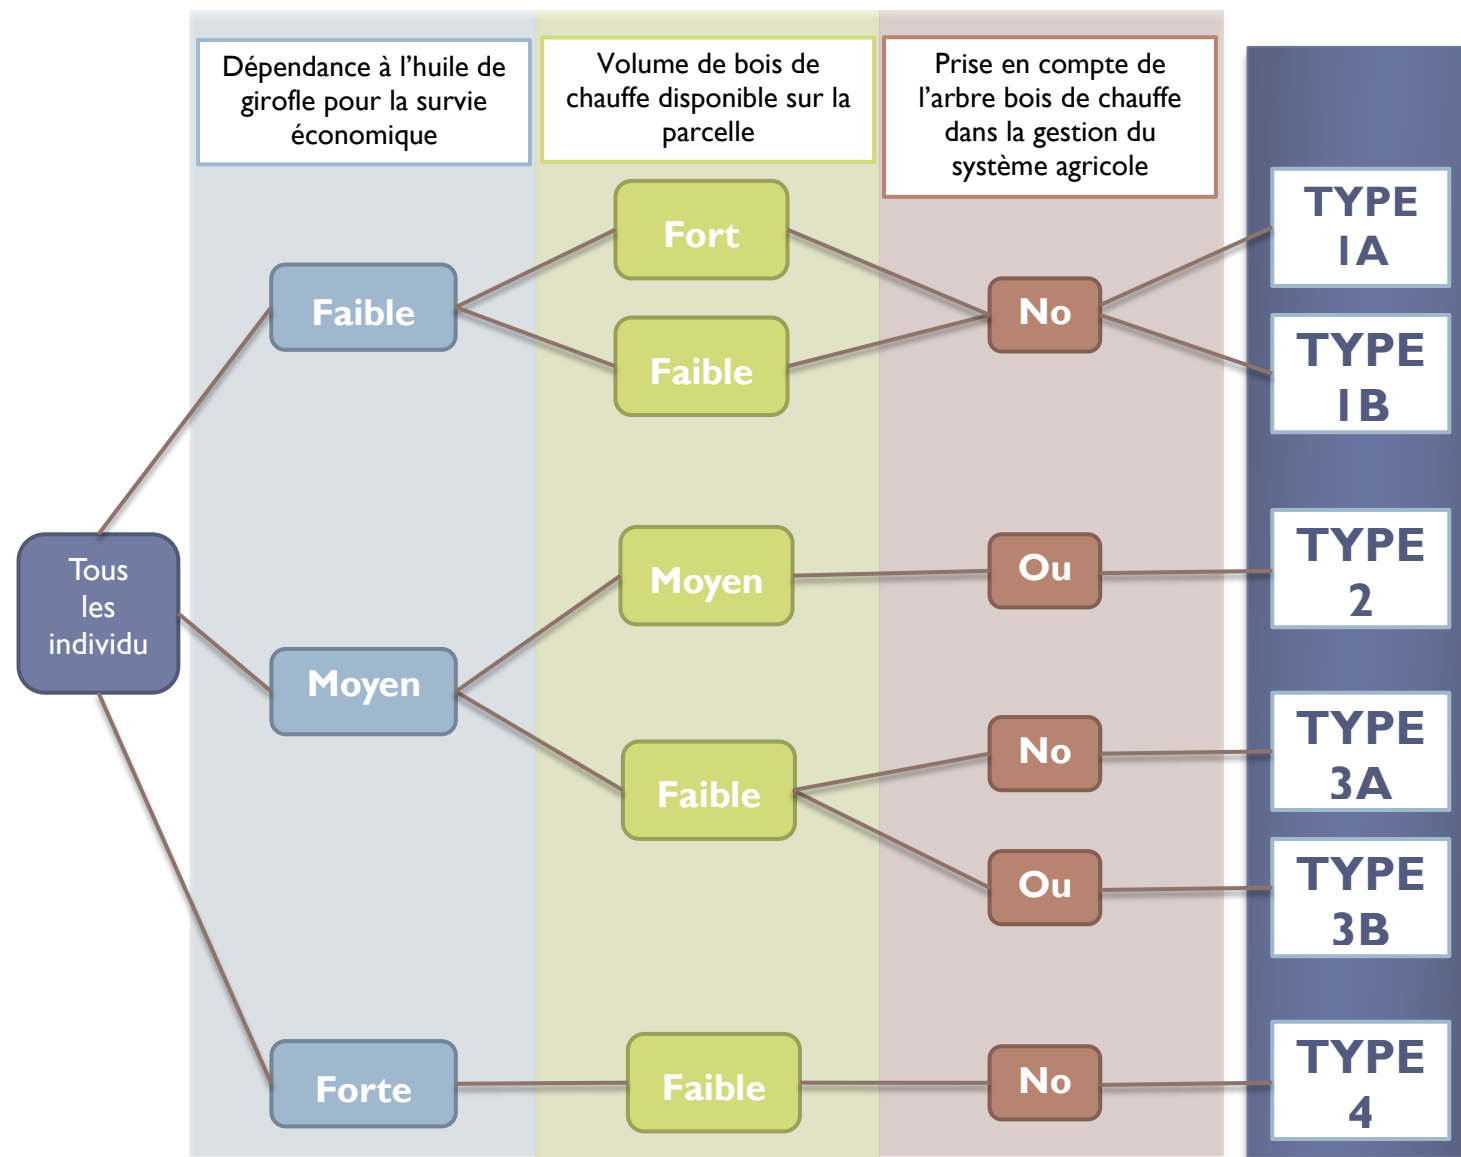 Dépendance à l’huile de
girofle pour la survie
économique
Volume de bois de
chauffe disponible sur la
parcelle
Prise en compte de
l’arbre bois de chauffe
dans la gestion du
système agricole
Tous
les
individu
Faible
Fort
Faible
No
TYPE
1A
TYPE
1B
Moyen
Moyen
Ou
TYPE
2
Faible
No
TYPE
3A
Ou
TYPE
3B
Forte
Faible
No
TYPE
4